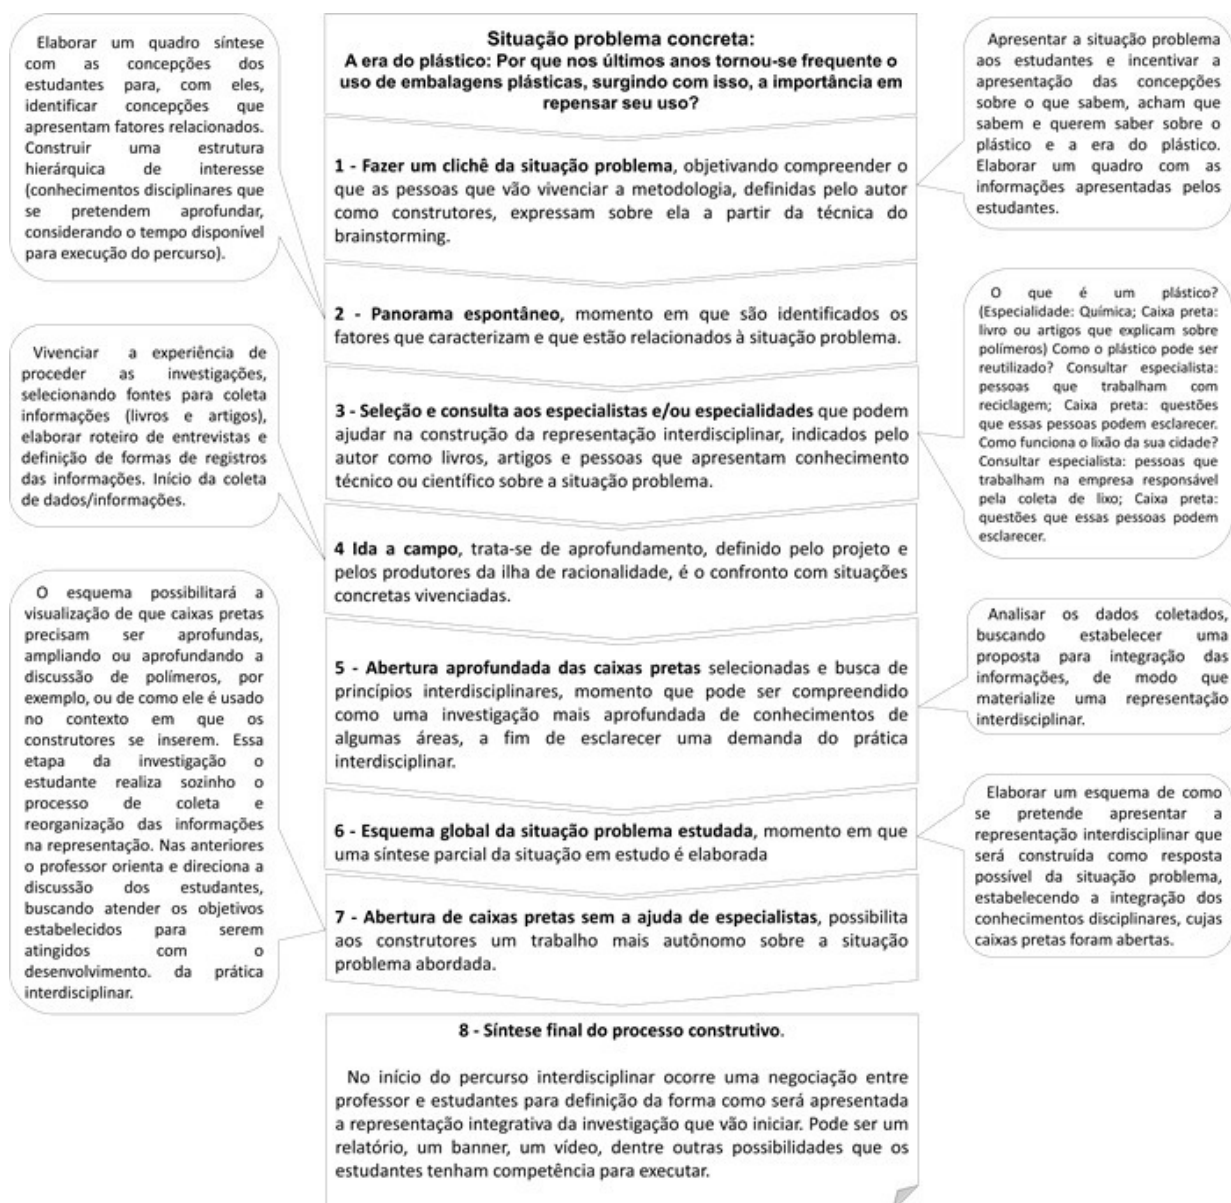 Situação problema concreta:
A era do plástico: Por que nos últimos anos tornou-se frequente o
uso de embalagens plásticas, surgindo com isso, a importância em
repensar seu uso?
Elaborar um quadro síntese
com as concepções dos
estudantes para, com eles,
identificar concepções que
apresentam fatores relacionados.
Construir uma estrutura
hierárquica de interesse
(conhecimentos disciplinares que
se pretendem aprofundar,
considerando o tempo disponível
para execução do percurso).
Apresentar a situação problema
aos estudantes e incentivar a
apresentação das concepções
sobre o que sabem, acham que
sabem e querem saber sobre o
plástico e a era do plástico.
Elaborar um quadro com as
informações apresentadas pelos
estudantes.
1 - Fazer um clichê da situação problema, objetivando compreender o
que as pessoas que vão vivenciar a metodologia, definidas pelo autor
como construtores, expressam sobre ela a partir da técnica do
brainstorming.
2 - Panorama espontâneo, momento em que são identificados os
fatores que caracterizam e que estão relacionados à situação problema.
Vivenciar a experiência de
proceder as investigações,
selecionando fontes para coleta
informações (livros e artigos),
elaborar roteiro de entrevistas e
definição de formas de registros
das informações. Início da coleta
de dados/informações.
O que é um plástico?
(Especialidade: Química; Caixa preta:
livro ou artigos que explicam sobre
polímeros) Como o plástico pode ser
reutilizado? Consultar especialista:
pessoas que trabalham com
reciclagem; Caixa preta: questões
que essas pessoas podem esclarecer.
Como funciona o lixão da sua cidade?
Consultar especialista: pessoas que
trabalham na empresa responsável
pela coleta de lixo; Caixa preta:
questões que essas pessoas podem
esclarecer.
3 - Seleção e consulta aos especialistas e/ou especialidades que podem
ajudar na construção da representação interdisciplinar, indicados pelo
autor como livros, artigos e pessoas que apresentam conhecimento
técnico ou científico sobre a situação problema.
4 Ida a campo, trata-se de aprofundamento, definido pelo projeto e
pelos produtores da ilha de racionalidade, é o confronto com situações
concretas vivenciadas.
O esquema possibilitará a
visualização de que caixas pretas
precisam ser aprofundas,
ampliando ou aprofundando a
discussão de polímeros, por
exemplo, ou de como ele é usado
no contexto em que os
construtores se inserem. Essa
etapa da investigação o
estudante realiza sozinho o
processo de coleta e
reorganização das informações
na representação. Nas anteriores
o professor orienta e direciona a
discussão dos estudantes,
buscando atender os objetivos
estabelecidos para serem
atingidos com o
desenvolvimento. da prática
interdisciplinar.
Analisar os dados coletados,
buscando estabelecer uma
proposta para integração das
informações, de modo que
materialize uma representação
interdisciplinar.
5 - Abertura aprofundada das caixas pretas selecionadas e busca de
princípios interdisciplinares, momento que pode ser compreendido
como uma investigação mais aprofundada de conhecimentos de
algumas áreas, a fim de esclarecer uma demanda do prática
interdisciplinar.
Elaborar um esquema de como
se pretende apresentar a
representação interdisciplinar que
será construída como resposta
possível da situação problema,
estabelecendo a integração dos
conhecimentos disciplinares, cujas
caixas pretas foram abertas.
6 - Esquema global da situação problema estudada, momento em que
uma síntese parcial da situação em estudo é elaborada
7 - Abertura de caixas pretas sem a ajuda de especialistas, possibilita
aos construtores um trabalho mais autônomo sobre a situação
problema abordada.
8 - Síntese final do processo construtivo.
No início do percurso interdisciplinar ocorre uma negociação entre
professor e estudantes para definição da forma como será apresentada
a representação integrativa da investigação que vão iniciar. Pode ser um
relatório, um banner, um vídeo, dentre outras possibilidades que os
estudantes tenham competência para executar.